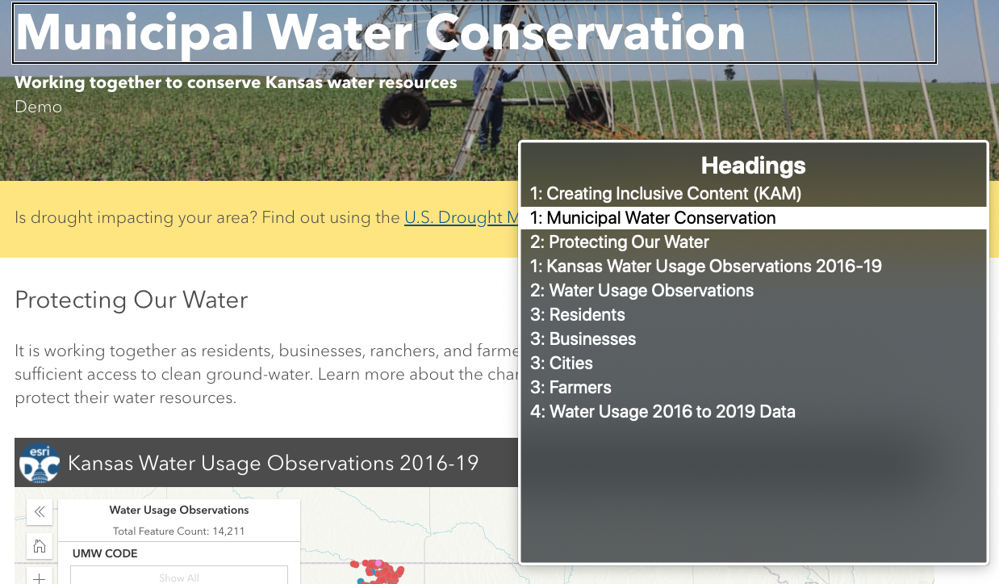 Municipal Water Conservation
Working together to conserve Kansas water resources
Demo
Is drought impacting your area? Find out using the U.S. Drought M
Protecting Our Water
It is working together as residents, businesses, ranchers, and farme
sufficient access to clean ground-water. Learn more about the char
protect their water resources.
esri
DC
Kansas Water Usage Observations 2016-19
Water Usage Observations
Total Feature Count: 14,211
UMW CODE
Show All
Headings
1: Creating Inclusive Content (KAM)
1: Municipal Water Conservation
2: Protecting Our Water
1: Kansas Water Usage Observations 2016-19
2: Water Usage Observations
3: Residents
3: Businesses
3: Cities
3: Farmers
4: Water Usage 2016 to 2019 Data